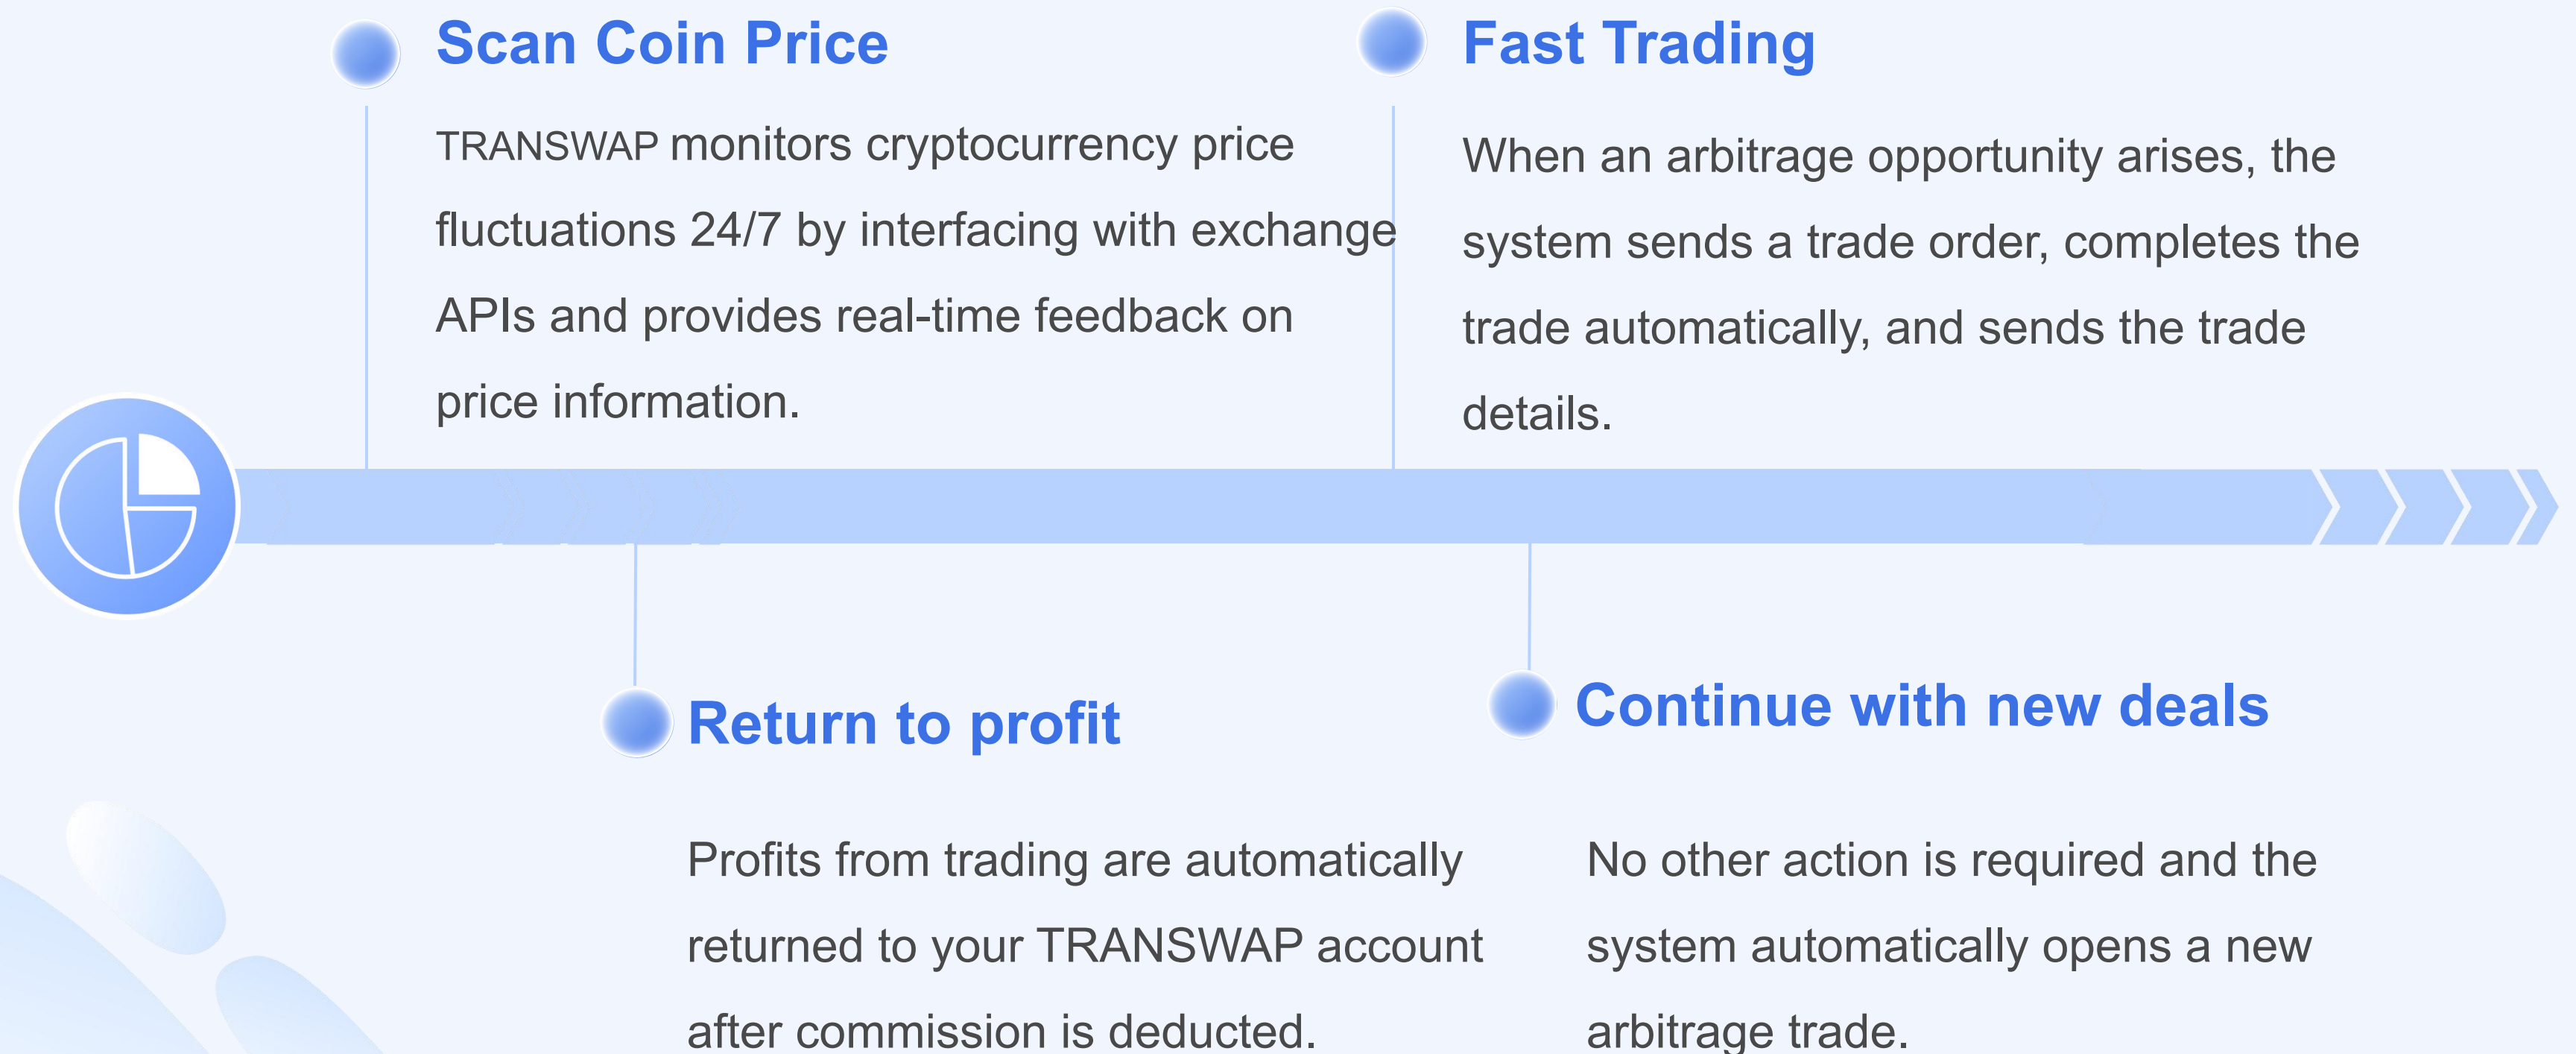 Scan Coin Price
TRANSWAP monitors cryptocurrency price
fluctuations 24/7 by interfacing with exchange
APIs and provides real-time feedback on
price information.
Fast Trading
When an arbitrage opportunity arises, the
system sends a trade order, completes the
trade automatically, and sends the trade
details.
Return to profit
Profits from trading are automatically
returned to your TRANSWAP account
after commission is deducted.
Continue with new deals
No other action is required and the
system automatically opens a new
arbitrage trade.